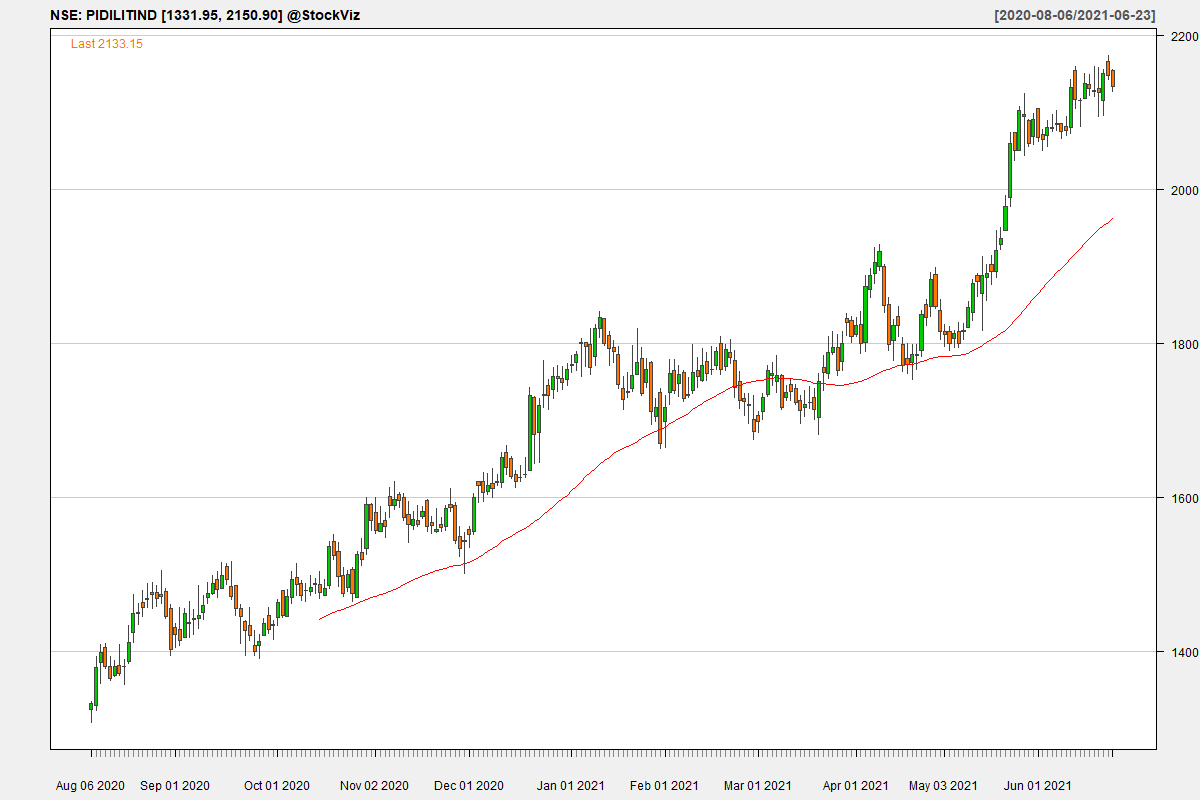 NSE: PIDILITIND [1331.95, 2150.90] @StockViz [2020-08-06/2021-06-23]
Last 2133.15
2200
2000
1800
1600
1400
Aug 06 2020 Sep 01 2020 Oct 01 2020 Nov 02 2020 Dec 01 2020 Jan 01 2021 Feb 01 2021 Mar 01 2021 Apr 01 2021 May 03 2021 Jun 01 2021